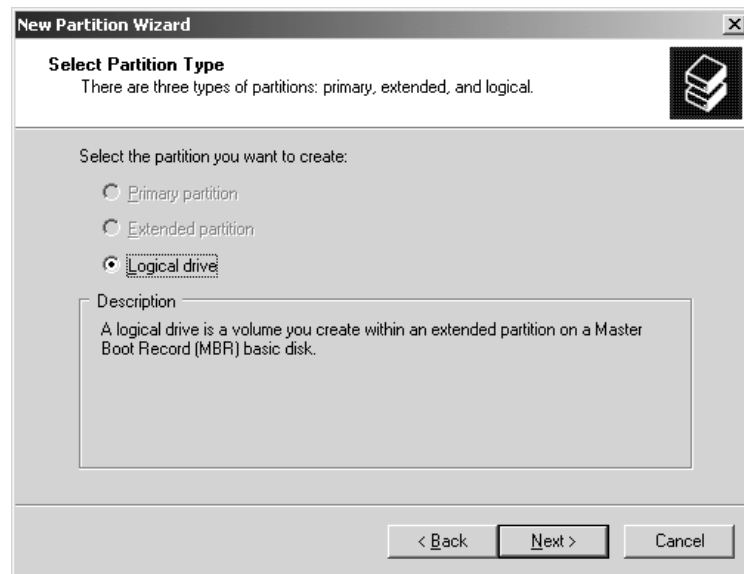 New Partition Wizard
Select Partition Type
There are three types of partitions: primary, extended, and logical.
Select the partition you want to create:
Primary partition
Extended partition
Logical drive
Description
A logical drive is a volume you create within an extended partition on a Master
Boot Record (MBR) basic disk.
< Back Next > Cancel